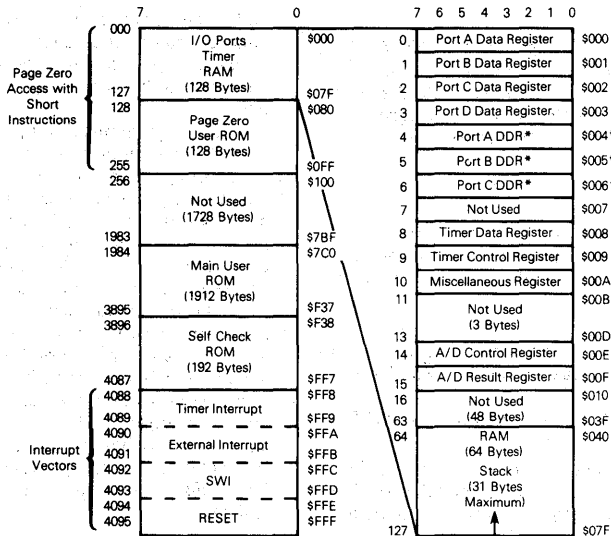 7 0
000 I/O Ports $000
Timer
RAM
127 (128 Bytes) $07F
128 $080
Page Zero
User ROM
(128 Bytes)
255 $0FF
256 $100
Not Used
(1728 Bytes)
1983 $7BF
1984 $7C0
Main User
ROM
(1912 Bytes)
3895 $F37
3896 $F38
Self Check
ROM
(192 Bytes)
4087 $FF7
4088 $FF8
Timer Interrupt
4089 $FF9
4090 $FFA
External Interrupt
4091 $FFB
4092 $FFC
SWI
4093 $FFD
4094 $FFE
RESET
4095 $FFF
Page Zero
Access with
Short
Instructions
Interrupt
Vectors
7 6 5 4 3 2 1 0
0 Port A Data Register $000
1 Port B Data Register $001
2 Port C Data Register $002
3 Port D Data Register $003
4 Port A DDR* $004
5 Port B DDR* $005
6 Port C DDR* $006
7 Not Used $007
8 Timer Data Register $008
9 Timer Control Register $009
10 Miscellaneous Register $00A
11 $00B
Not Used
(3 Bytes)
13 $00D
14 A/D Control Register $00E
15 A/D Result Register $00F
16 Not Used $010
63 (48 Bytes) $03F
64 RAM $040
(64 Bytes)
Stack
(31 Bytes
Maximum)
127 $07F